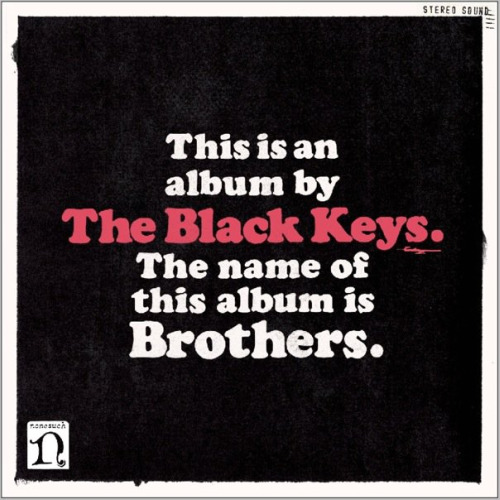 STEREO SOUND
This is an
album by
The Black Keys.
The name of
this album is
Brothers.
nonesuch
n